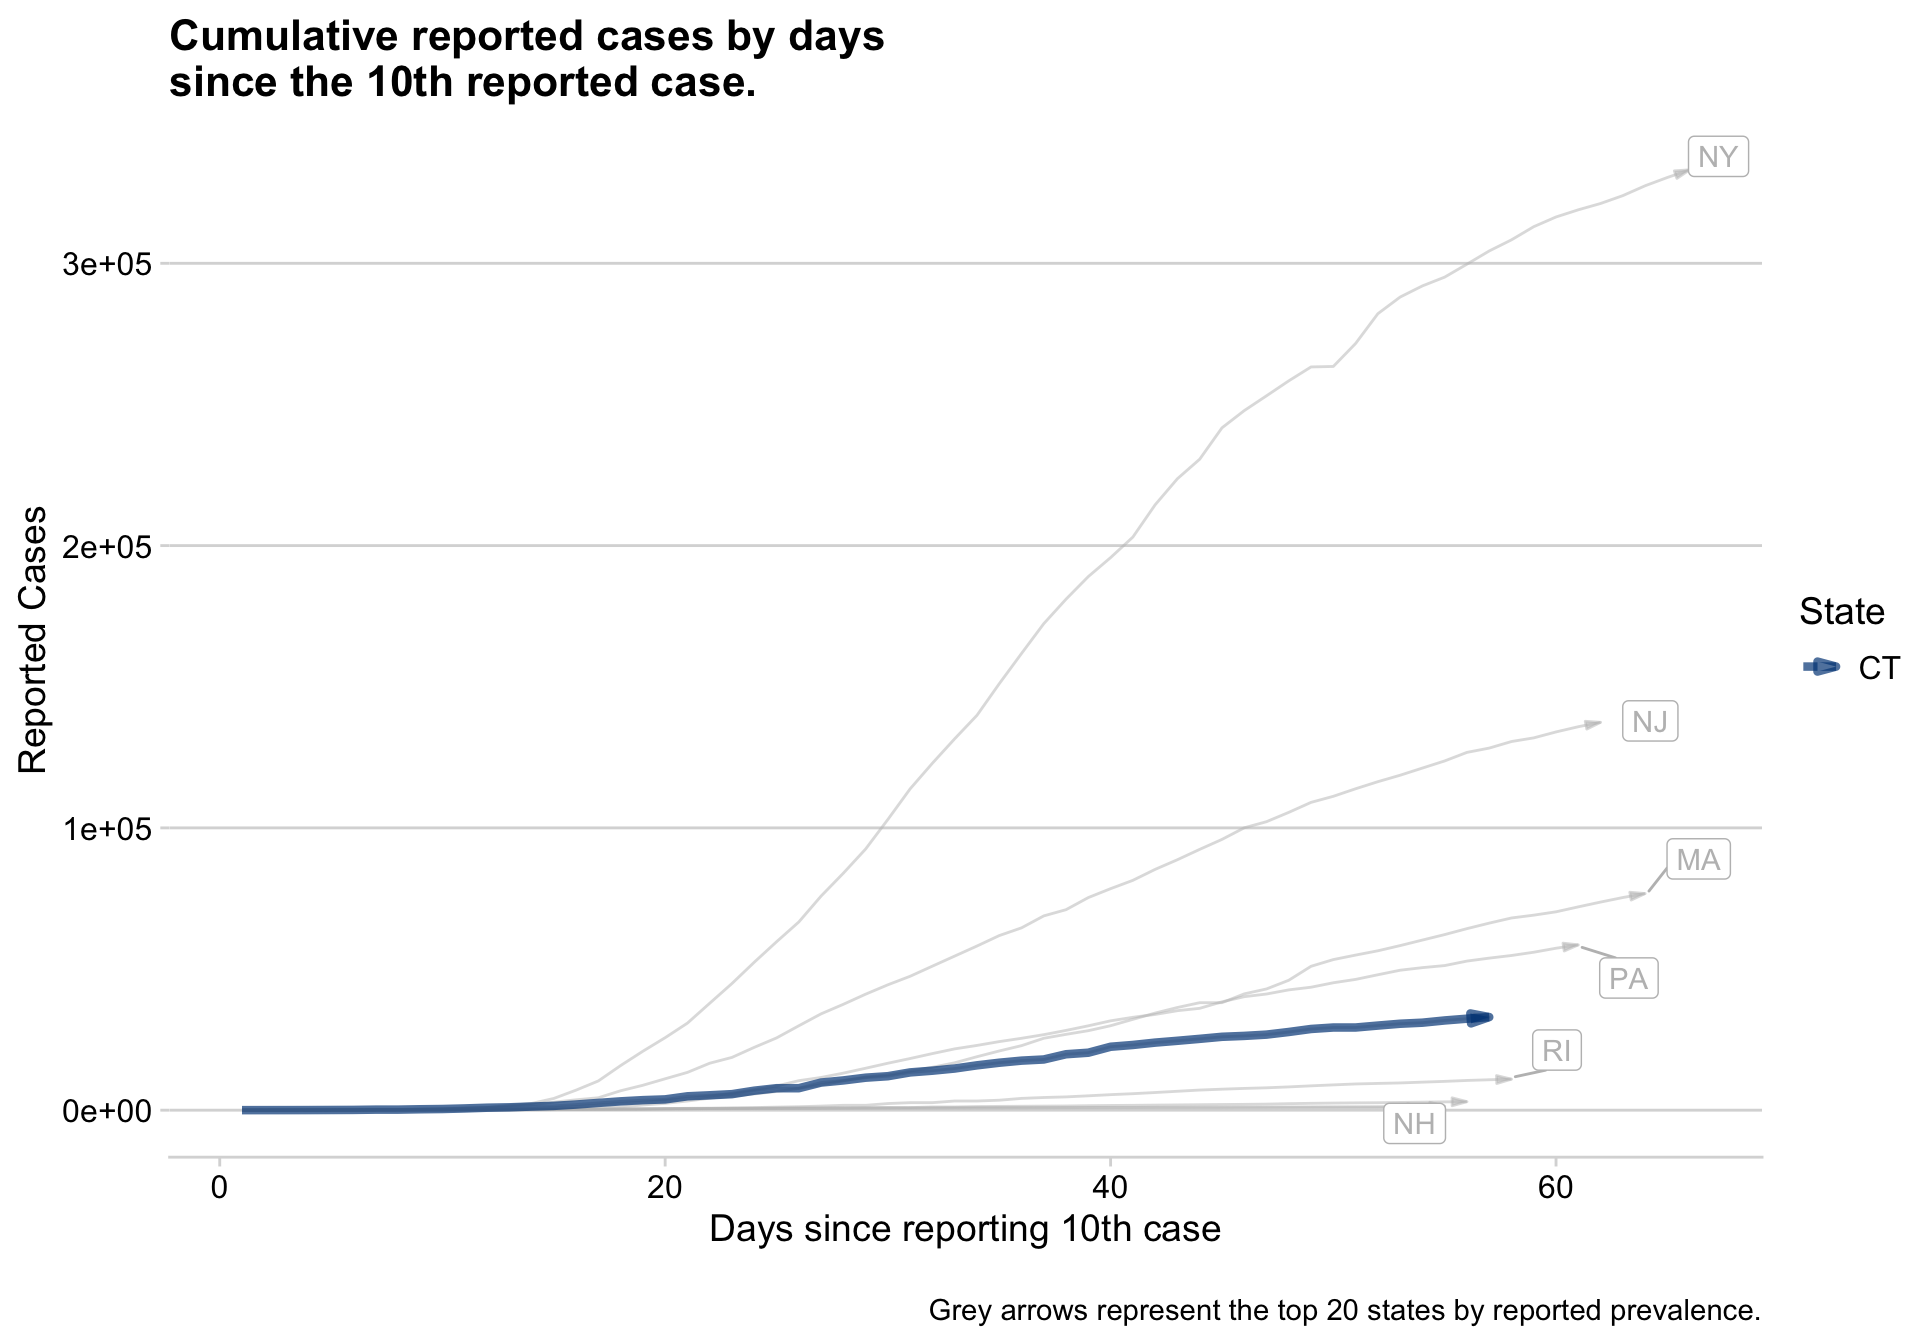 Cumulative reported cases by days
since the 10th reported case.
NY
3e+05
2e+05
Reported Cases
State
CT
NJ
1e+05
MA
PA
RI
0e+00
NH
0 20 40 60
Days since reporting 10th case
Grey arrows represent the top 20 states by reported prevalence.